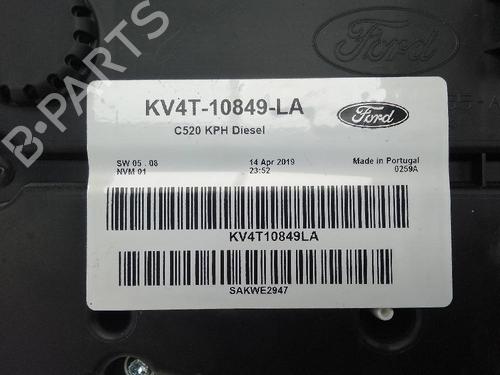 Ford
KV4T-10849-LA
Ford
C520 KPH Diesel
SW 05 . 08
14 Apr 2019
Made in Portugal
NVM 01
23:52
0259A
KV4T10849LA
SAKWE2947